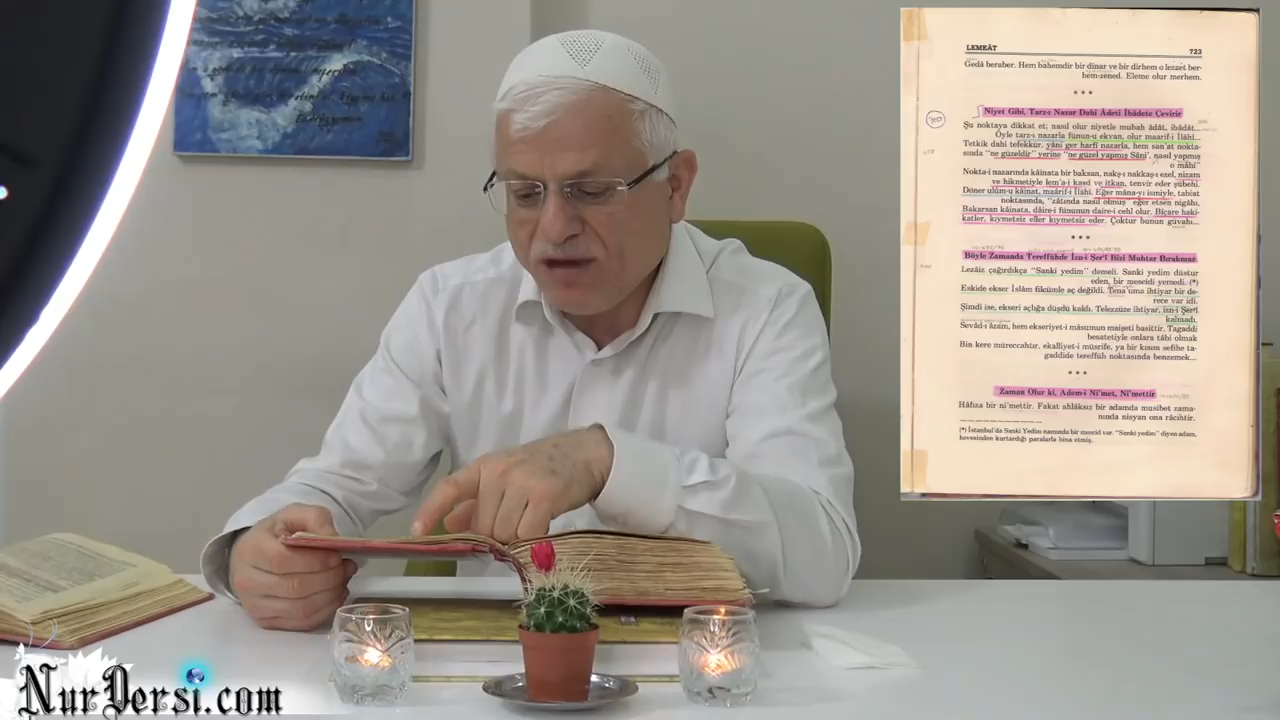 LEMEÂT 723
Gedâ beraber. Hem bahemdir bir dinar ve bir dirhem o lezzet ber-
hem-zened. Eleme olur merhem.
* * *
Niyet Gibi, Tarz-ı Nazar Dahi Âdeti İbâdete Çevirir
Şu noktaya dikkat et; nasıl olur niyetle mubah âdât, ibâdât...
Öyle tarz-ı nazarla fünun-u ekvan, olur maarif-i İlâhî...
Tetkik dahi tefekkür, yâni ger harfî nazarla, hem san'at nokta-
sında "ne güzeldir" yerine "ne güzel yapmış Sâni', nasıl yapmış
o mâhî"
Nokta-i nazarında kâinata bir baksan, nakş-ı nakkaş-ı ezel, nizam
ve hikmetiyle lem'a-i kasd ve itkan, tenvir eder şübehi.
Döner ulûm-u kâinat, maârif-i İlâhî. Eğer mâna-yı ismiyle, tabiat
noktasında, "zâtında nasıl olmuş" eğer etsen nigâhı,
Bakarsan kâinata, dâire-i fünunun daire-i cehl olur. Bîçare haki-
katler, kıymetsiz eller kıymetsiz eder. Çoktur bunun güvahı...
* * *
Böyle Zamanda Tereffühde İzn-i Şer'î Bizi Muhtar Bırakmaz
Lezâiz çağırdıkça "Sanki yedim" demeli. Sanki yedim düstur
eden, bir mescidi yemedi. (*)
Eskide ekser İslâm filcümle aç değildi. Tena'uma ihtiyar bir de-
rece var idi.
Şimdi ise, ekseri açlığa düştü kaldı. Telezzüze ihtiyar, izn-i Şer'î
kalmadı.
Sevâd-ı âzam, hem ekseriyet-i mâsumun maişeti basittir. Tagaddi
besatetiyle onlara tâbi olmak
Bin kere müreccahtır, ekalliyet-i müsrife, ya bir kısım sefihe ta-
gaddide tereffüh noktasında benzemek...
* * *
Zaman Olur ki, Adem-i Ni'met, Ni'mettir
Hâfıza bir ni'mettir. Fakat ahlâksız bir adamda musibet zama-
nında nisyan ona râcihtir.
(*) İstanbul'da Sanki Yedim namında bir mescid var. "Sanki yedim" diyen adam,
hevesinden kurtardığı paralarla bina etmiş.
NurDersi.com